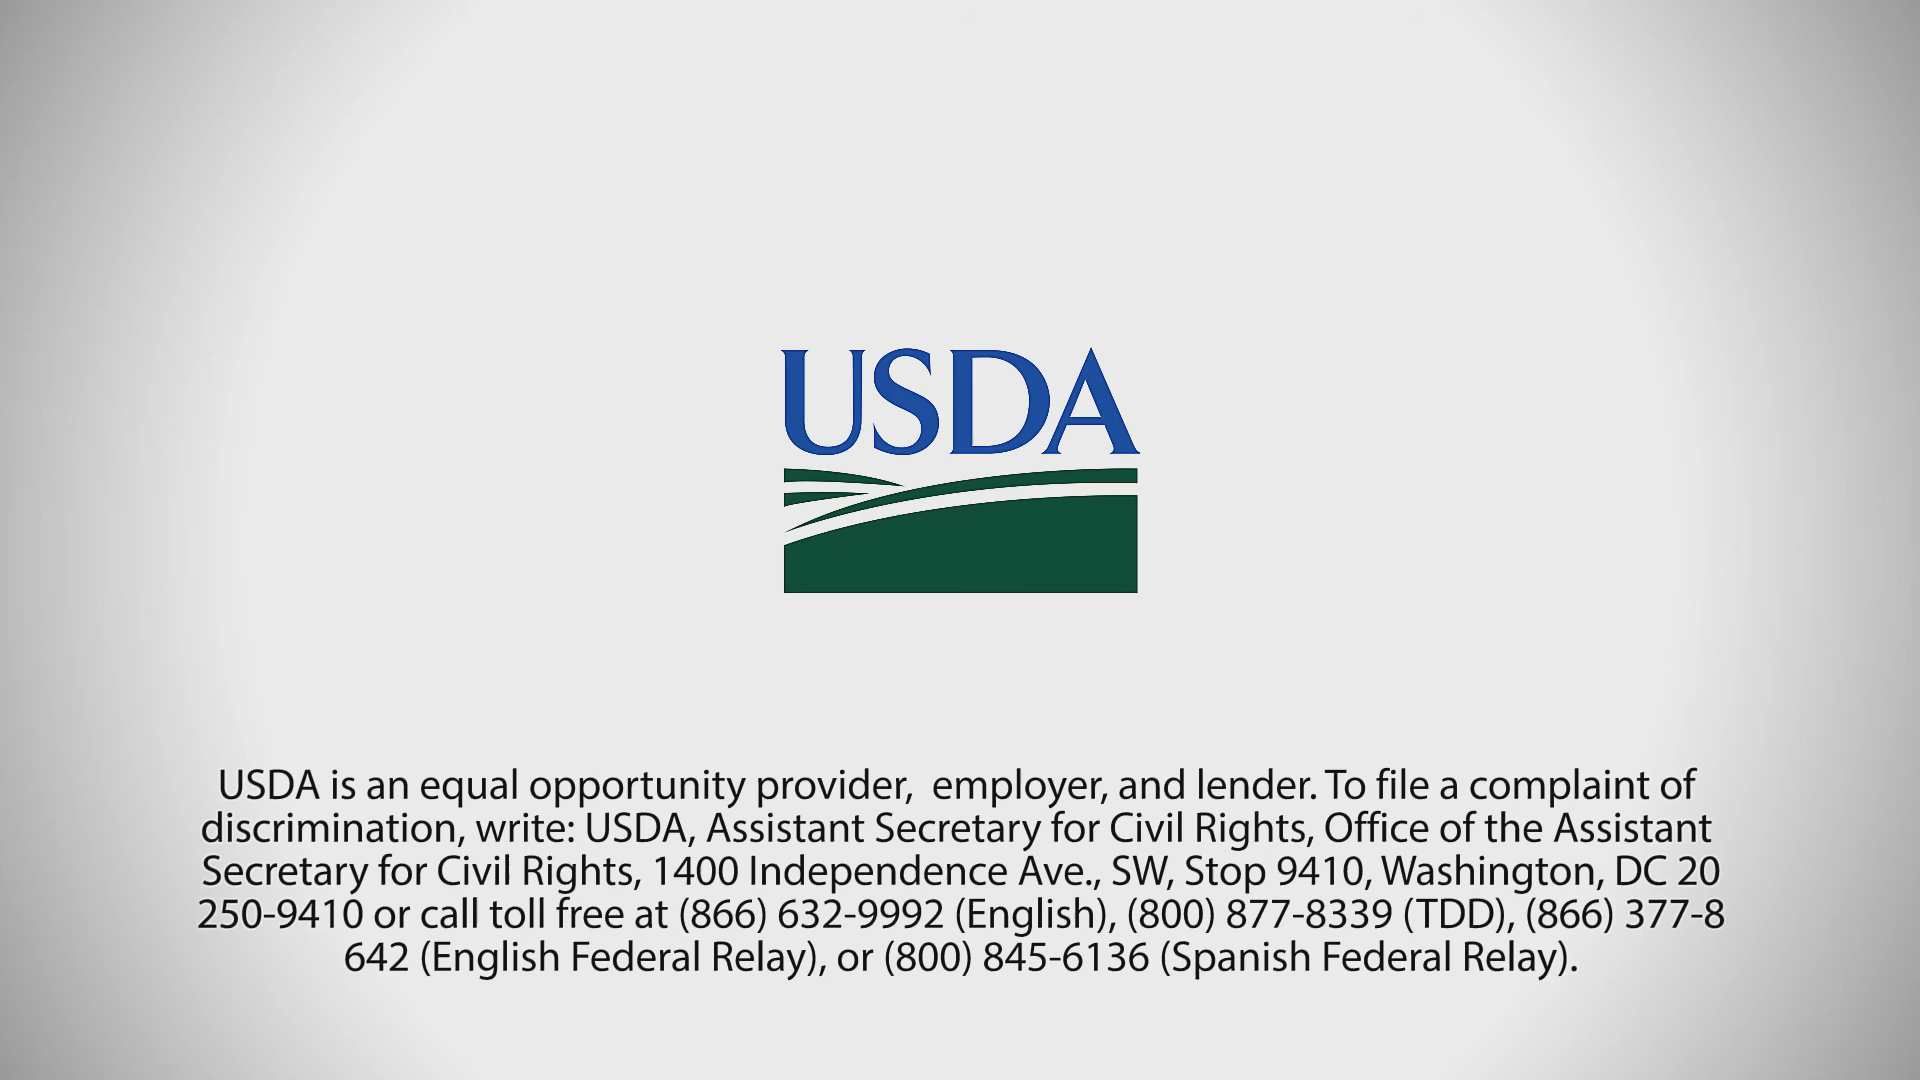 USDA
USDA is an equal opportunity provider,  employer, and lender. To file a complaint of
discrimination, write: USDA, Assistant Secretary for Civil Rights, Office of the Assistant
Secretary for Civil Rights, 1400 Independence Ave., SW, Stop 9410, Washington, DC 20
250-9410 or call toll free at (866) 632-9992 (English), (800) 877-8339 (TDD), (866) 377-8
642 (English Federal Relay), or (800) 845-6136 (Spanish Federal Relay).